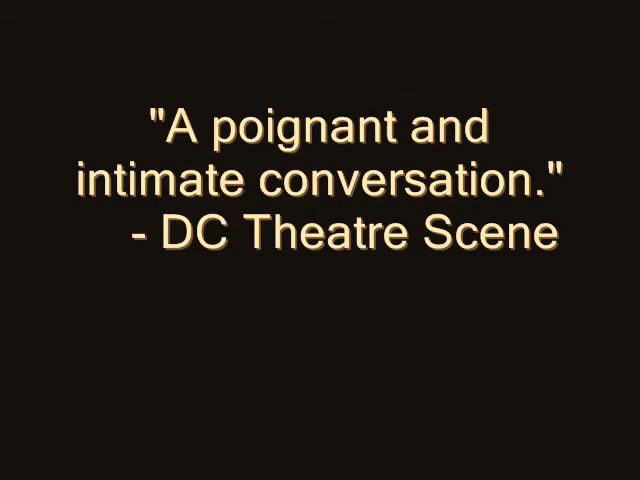 "A poignant and
intimate conversation."
- DC Theatre Scene